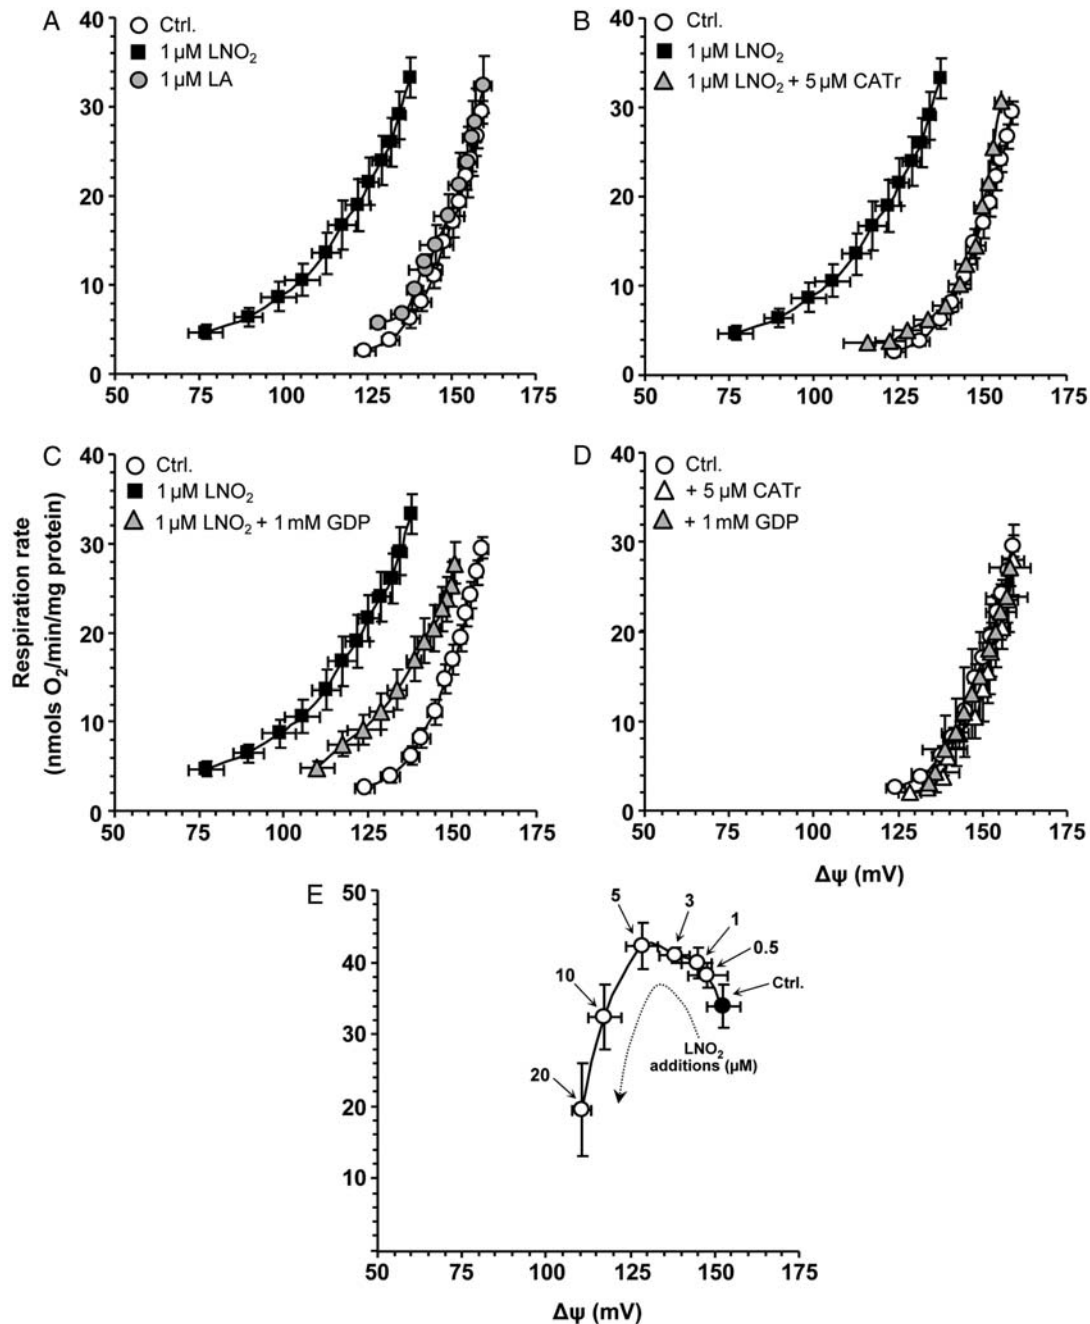 A
Ctrl.
1 µM LNO₂
1 µM LA
40
30
20
10
0
50 75 100 125 150 175
B
Ctrl.
1 µM LNO₂
1 µM LNO₂ + 5 µM CATr
40
30
20
10
0
50 75 100 125 150 175
Respiration rate
(nmols O₂/min/mg protein)
C
Ctrl.
1 µM LNO₂
1 µM LNO₂ + 1 mM GDP
40
30
20
10
0
50 75 100 125 150 175
D
Ctrl.
+ 5 µM CATr
+ 1 mM GDP
40
30
20
10
0
50 75 100 125 150 175
Δψ (mV)
E
50
40
30
20
10
5
3
1
0.5
Ctrl.
10
20
LNO₂
additions (µM)
50 75 100 125 150 175
Δψ (mV)